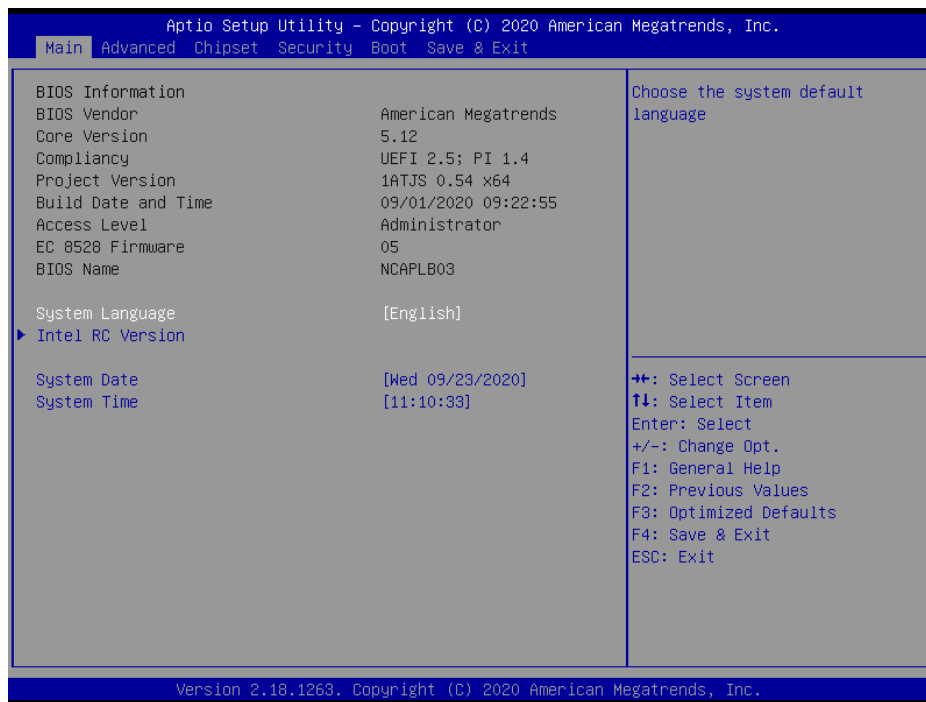 Aptio Setup Utility – Copyright (C) 2020 American Megatrends, Inc.
Main Advanced Chipset Security Boot Save & Exit
BIOS Information
BIOS Vendor American Megatrends
Core Version 5.12
Compliancy UEFI 2.5; PI 1.4
Project Version 1ATJS 0.54 x64
Build Date and Time 09/01/2020 09:22:55
Access Level Administrator
EC 8528 Firmware 05
BIOS Name NCAPLB03
System Language [English]
Intel RC Version
System Date [Wed 09/23/2020]
System Time [11:10:33]
Choose the system default
language
→←: Select Screen
↑↓: Select Item
Enter: Select
+/-: Change Opt.
F1: General Help
F2: Previous Values
F3: Optimized Defaults
F4: Save & Exit
ESC: Exit
Version 2.18.1263. Copyright (C) 2020 American Megatrends, Inc.